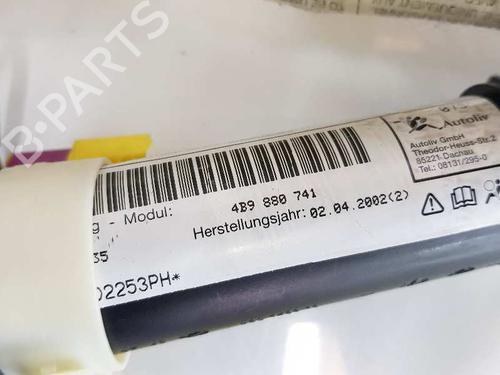 B-PARTS
Autoliv
Autoliv GmbH
Theodor-Heuss-Str.2
85221 Dachau
Tel.: 08131/295-0
g - Modul: 4B9 880 741
Herstellungsjahr: 02.04.2002(2)
35
02253PH*